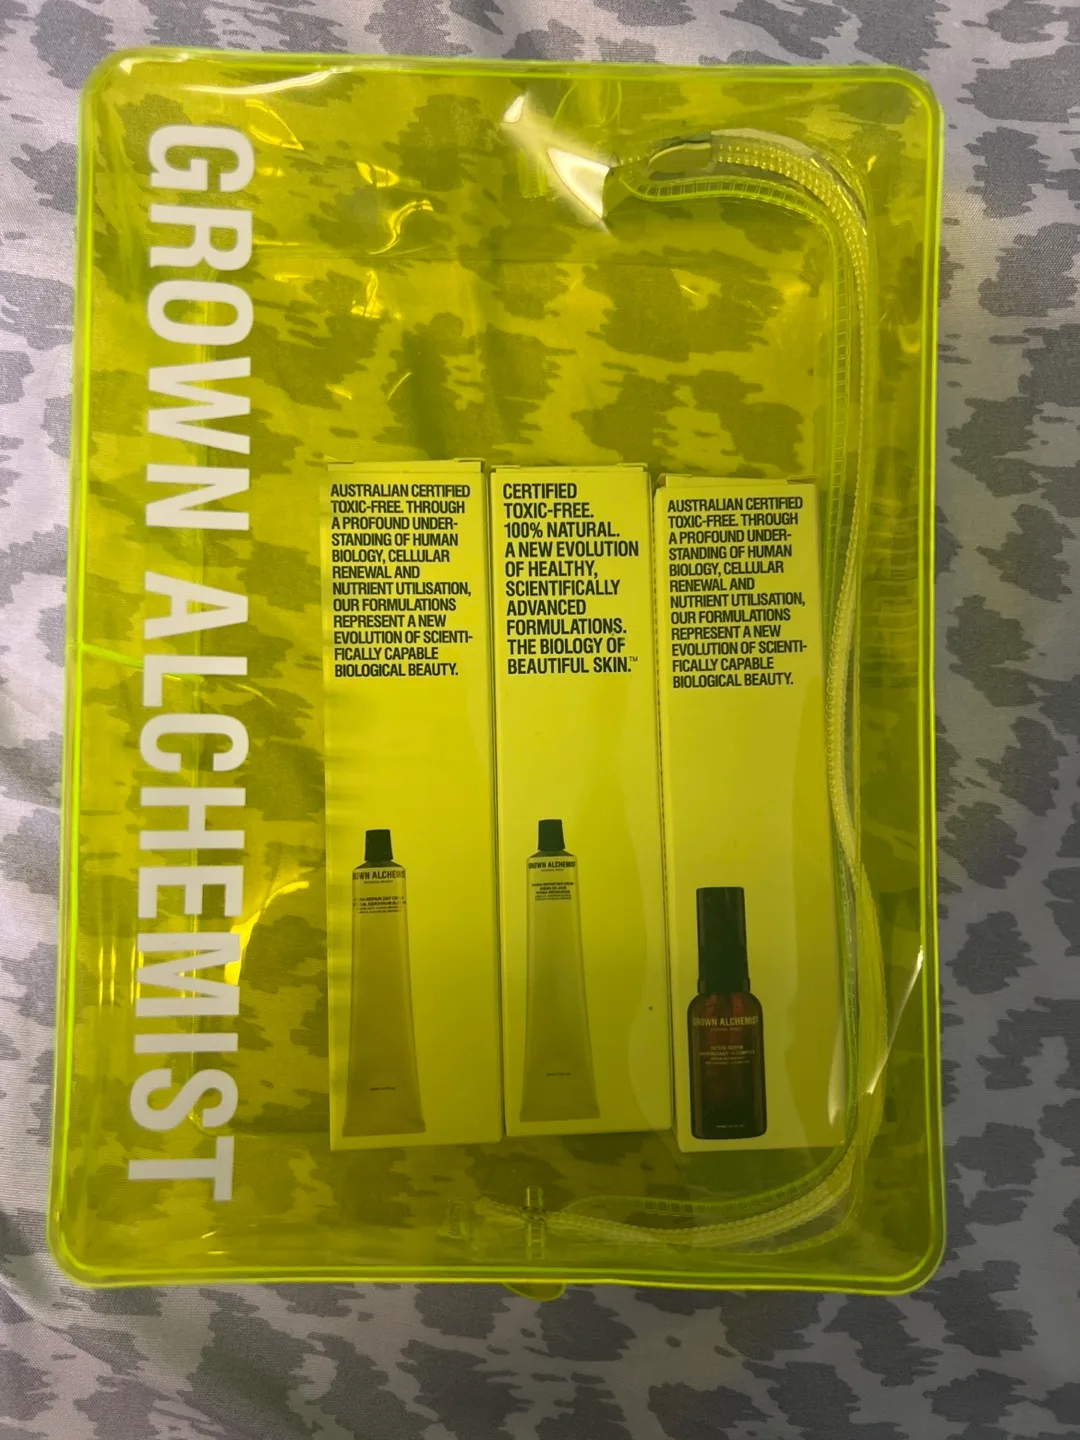 GROWN ALCHEMIST
AUSTRALIAN CERTIFIED
TOXIC-FREE. THROUGH
A PROFOUND UNDER-
STANDING OF HUMAN
BIOLOGY, CELLULAR
RENEWAL AND
NUTRIENT UTILISATION,
OUR FORMULATIONS
REPRESENT A NEW
EVOLUTION OF SCIENTI-
FICALLY CAPABLE
BIOLOGICAL BEAUTY.
OWN ALCHEM
CERTIFIED
TOXIC-FREE.
100% NATURAL.
A NEW EVOLUTION
OF HEALTHY,
SCIENTIFICALLY
ADVANCED
FORMULATIONS.
THE BIOLOGY OF
BEAUTIFUL SKIN.™
GROWN ALCHEMIST
AUSTRALIAN CERTIFIED
TOXIC-FREE. THROUGH
A PROFOUND UNDER-
STANDING OF HUMAN
BIOLOGY, CELLULAR
RENEWAL AND
NUTRIENT UTILISATION,
OUR FORMULATIONS
REPRESENT A NEW
EVOLUTION OF SCIENTI-
FICALLY CAPABLE
BIOLOGICAL BEAUTY.
GROWN ALCHEMIST
DETOX SERUM